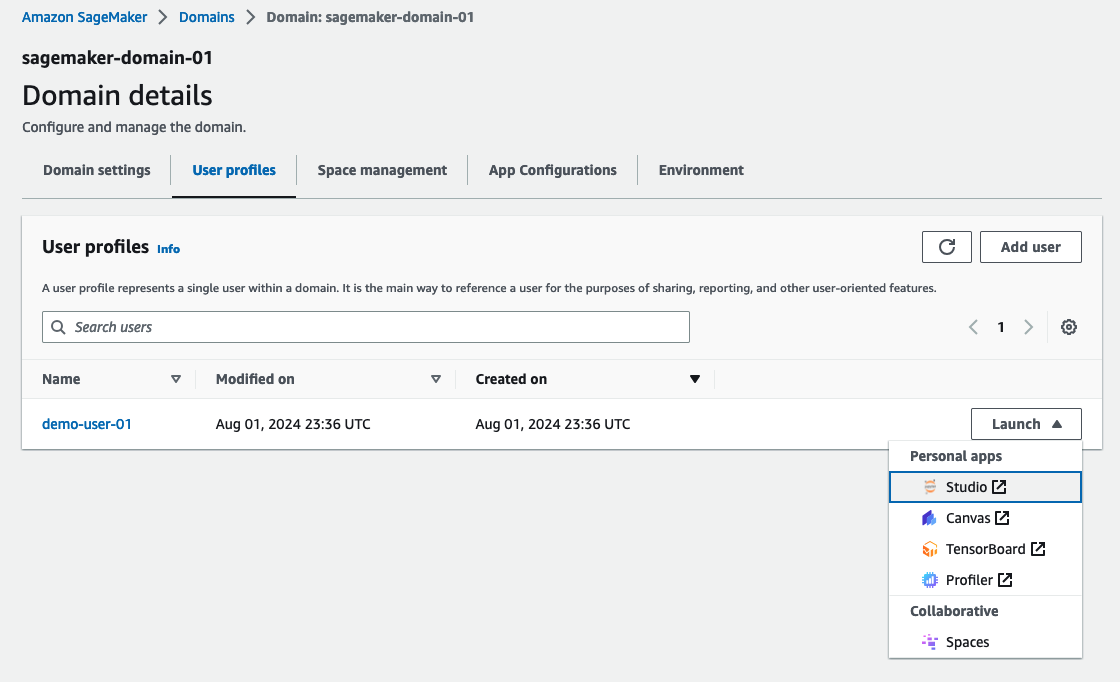 Amazon SageMaker > Domains > Domain: sagemaker-domain-01
sagemaker-domain-01
Domain details
Configure and manage the domain.
Domain settings User profiles Space management App Configurations Environment
User profiles Info
Add user
A user profile represents a single user within a domain. It is the main way to reference a user for the purposes of sharing, reporting, and other user-oriented features.
Search users
1
Name Modified on Created on
demo-user-01 Aug 01, 2024 23:36 UTC Aug 01, 2024 23:36 UTC Launch
Personal apps
Studio
Canvas
TensorBoard
Profiler
Collaborative
Spaces